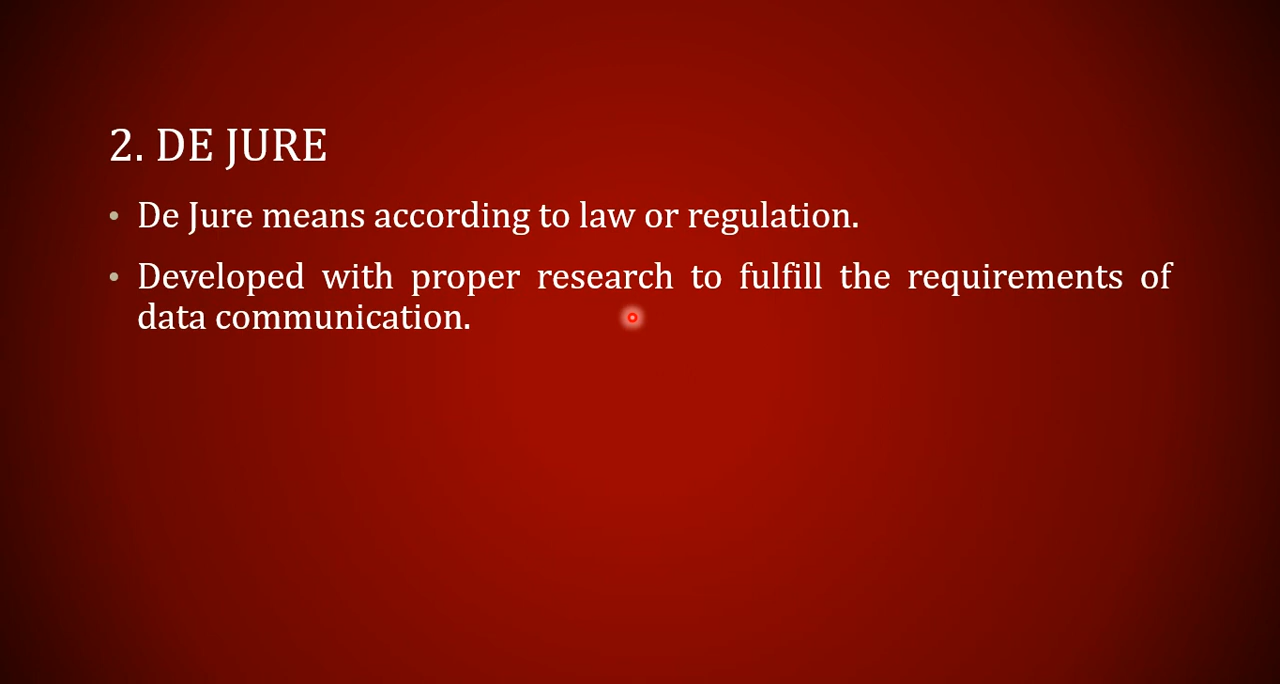 2. DE JURE
• De Jure means according to law or regulation.
• Developed with proper research to fulfill the requirements of
data communication.